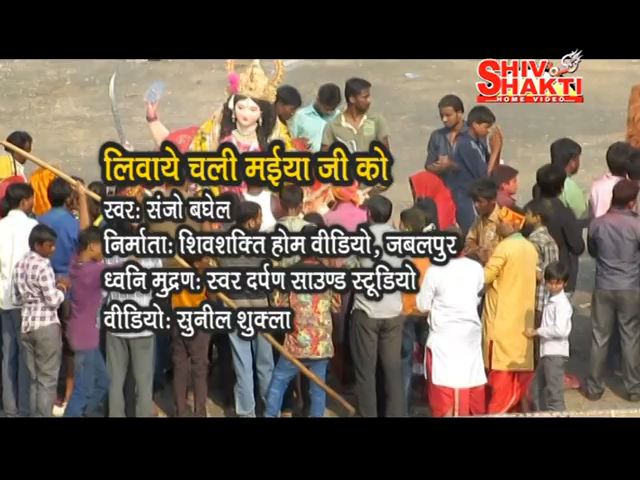 SHIV
SHAKTI
HOME VIDEO
लिवाये चली मईया जी को
स्वर: संजो बघेल
निर्माता: शिवशक्ति होम वीडियो, जबलपुर
ध्वनि मुद्रण: स्वर दर्पण साउण्ड स्टूडियो
वीडियो: सुनील शुक्ला